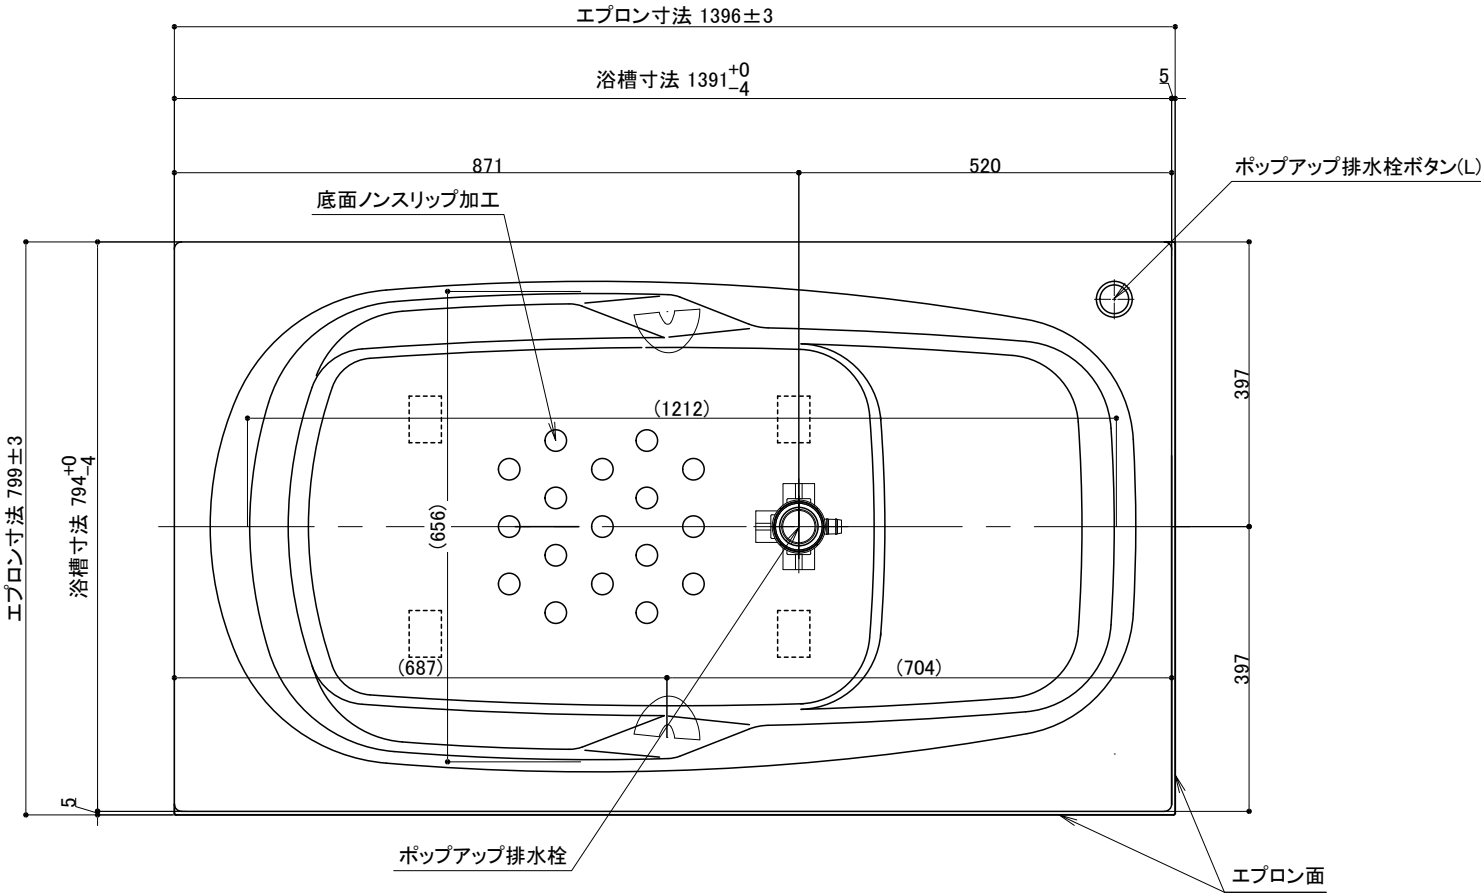 エプロン寸法 1396±3
浴槽寸法 1391 +0 -4
5
871
520
ポップアップ排水栓ボタン(L)
底面ノンスリップ加工
(1212)
397
エプロン寸法 799±3
浴槽寸法 794 +0 -4
(656)
(687)
(704)
397
5
ポップアップ排水栓
エプロン面